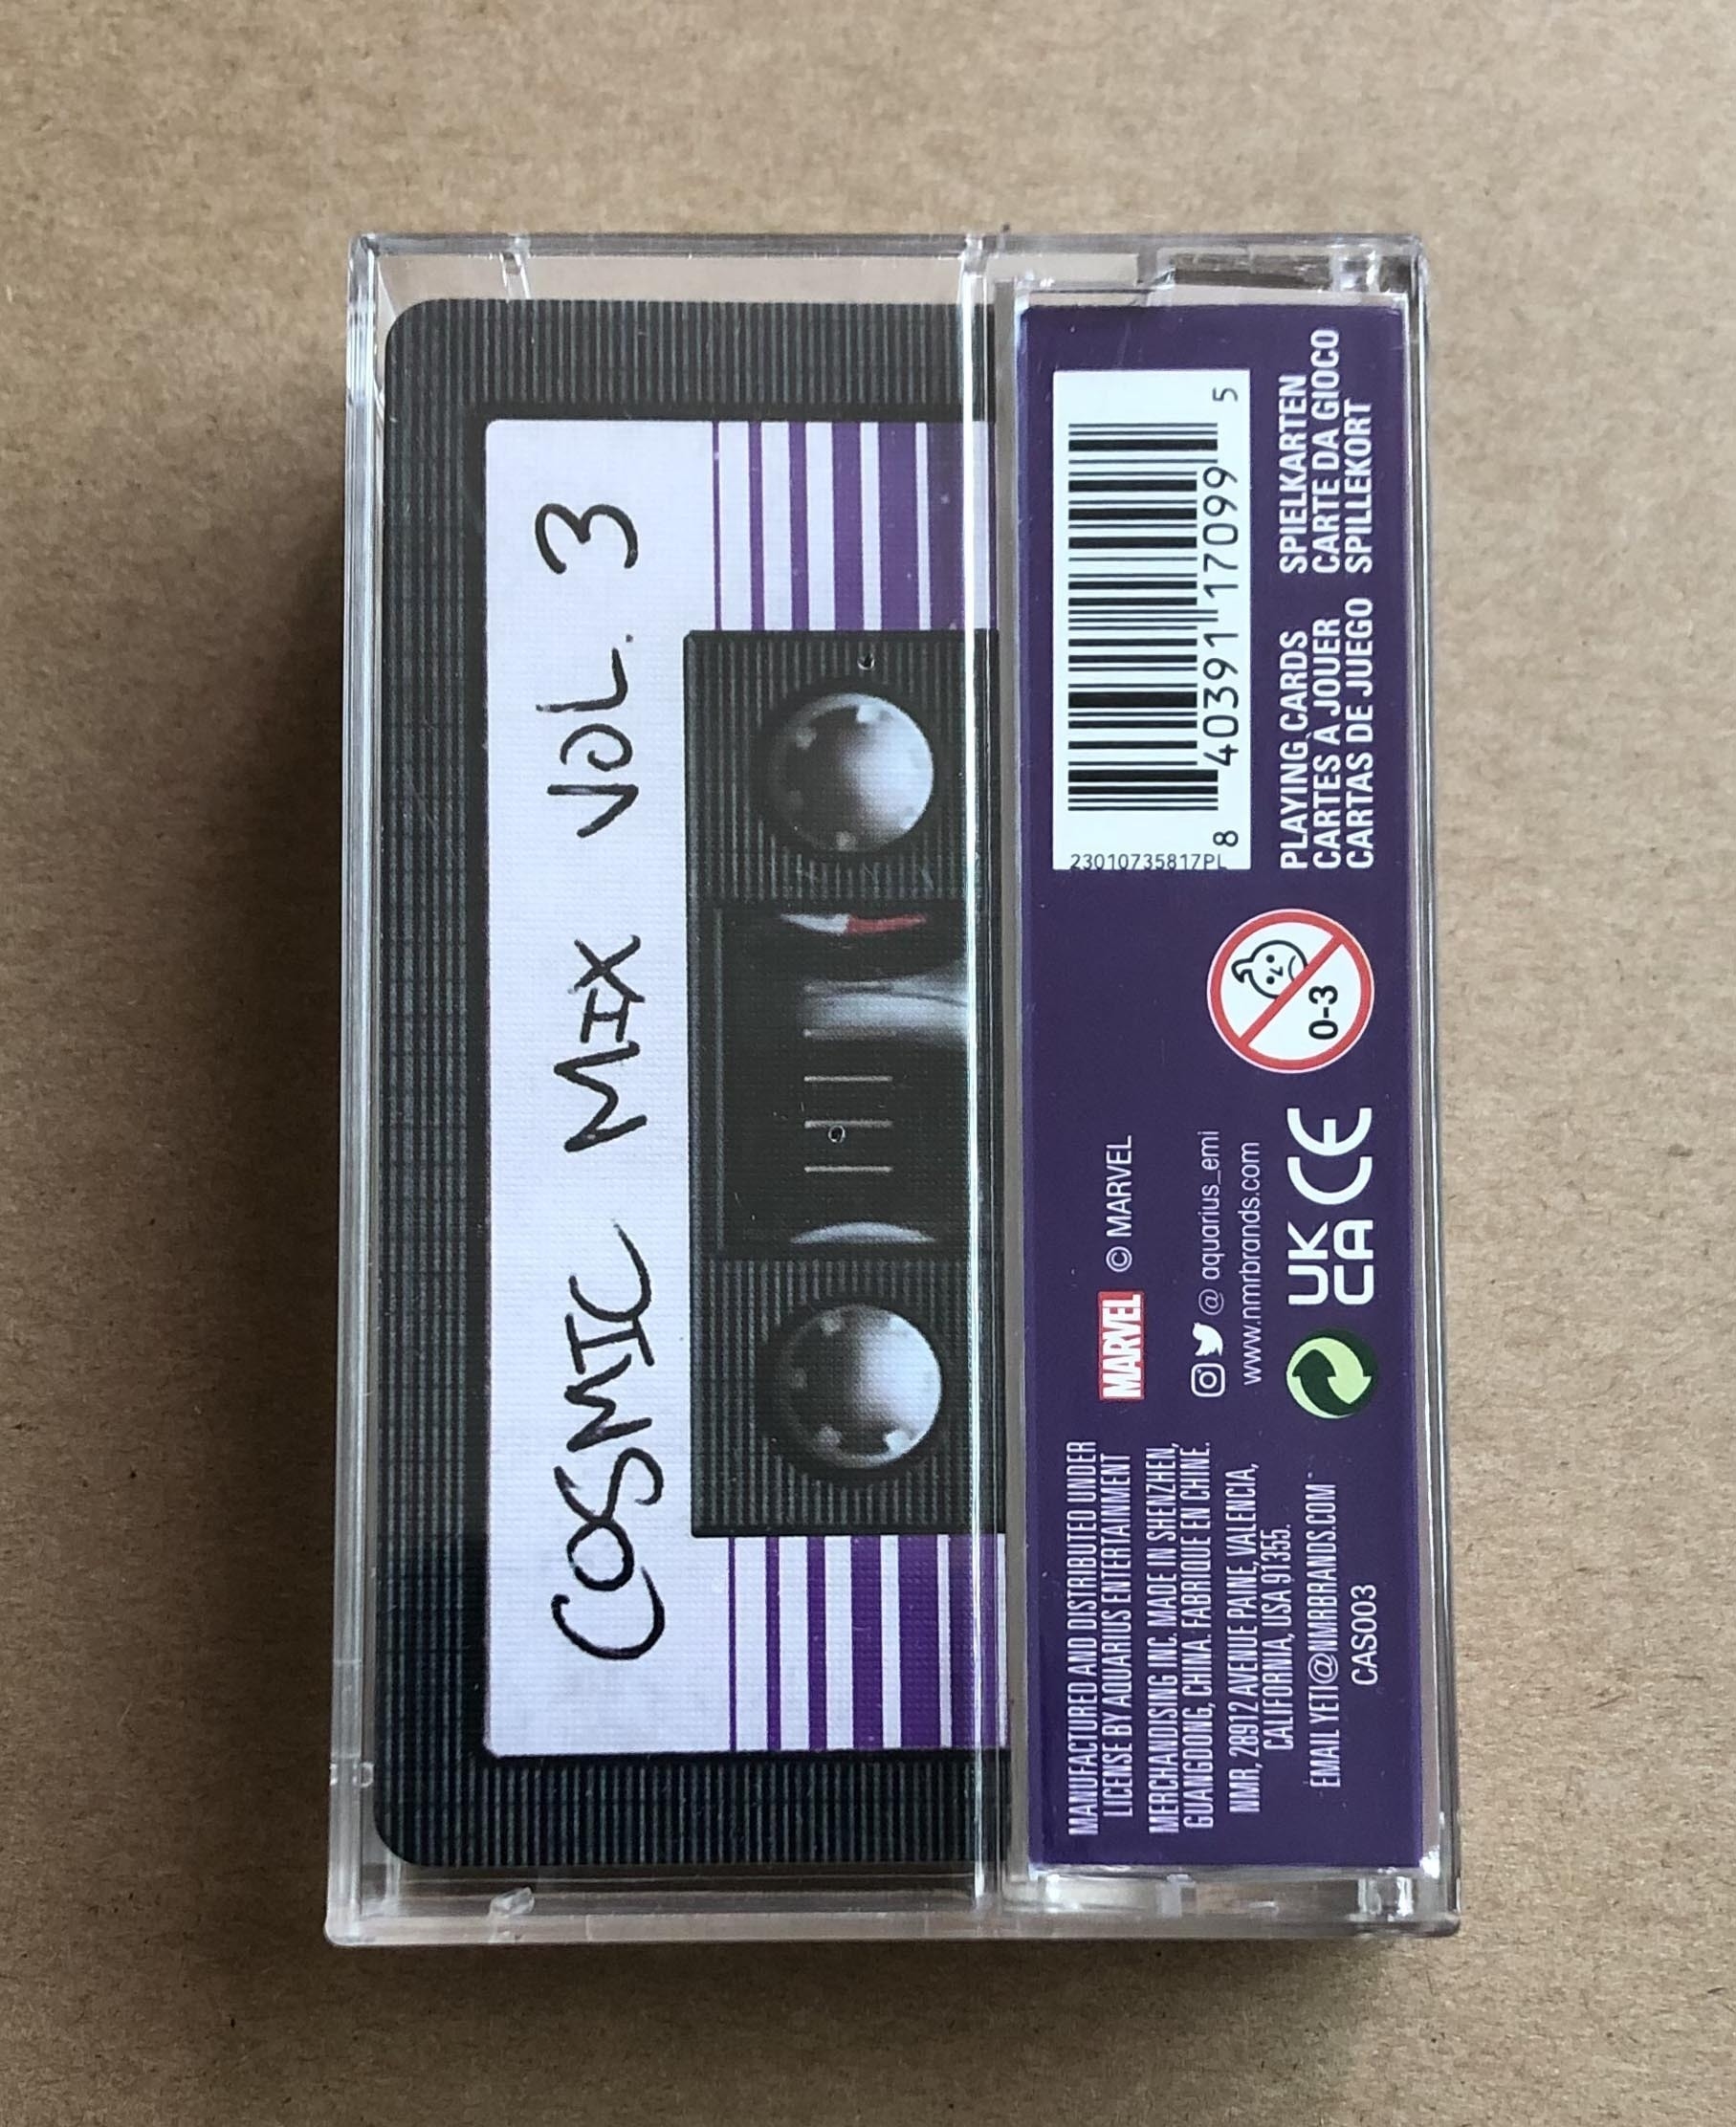 COSMIC MIX VOL. 3
MANUFACTURED AND DISTRIBUTED UNDER
LICENSE BY AQUARIUS ENTERTAINMENT
MERCHANDISING INC. MADE IN SHENZHEN,
GUANGDONG, CHINA. FABRIQUE EN CHINE.
NMR, 28912 AVENUE PAINE, VALENCIA,
CALIFORNIA, USA 91355.
EMAIL YETI@NMRBRANDS.COM
CAS003
MARVEL © MARVEL
@ aquarius_emi
www.nmrbrands.com
UK
CA CE
0-3
23010735817PL
8 40391 17099 5
PLAYING CARDS SPIELKARTEN
CARTES À JOUER CARTE DA GIOCO
CARTAS DE JUEGO SPILLEKORT